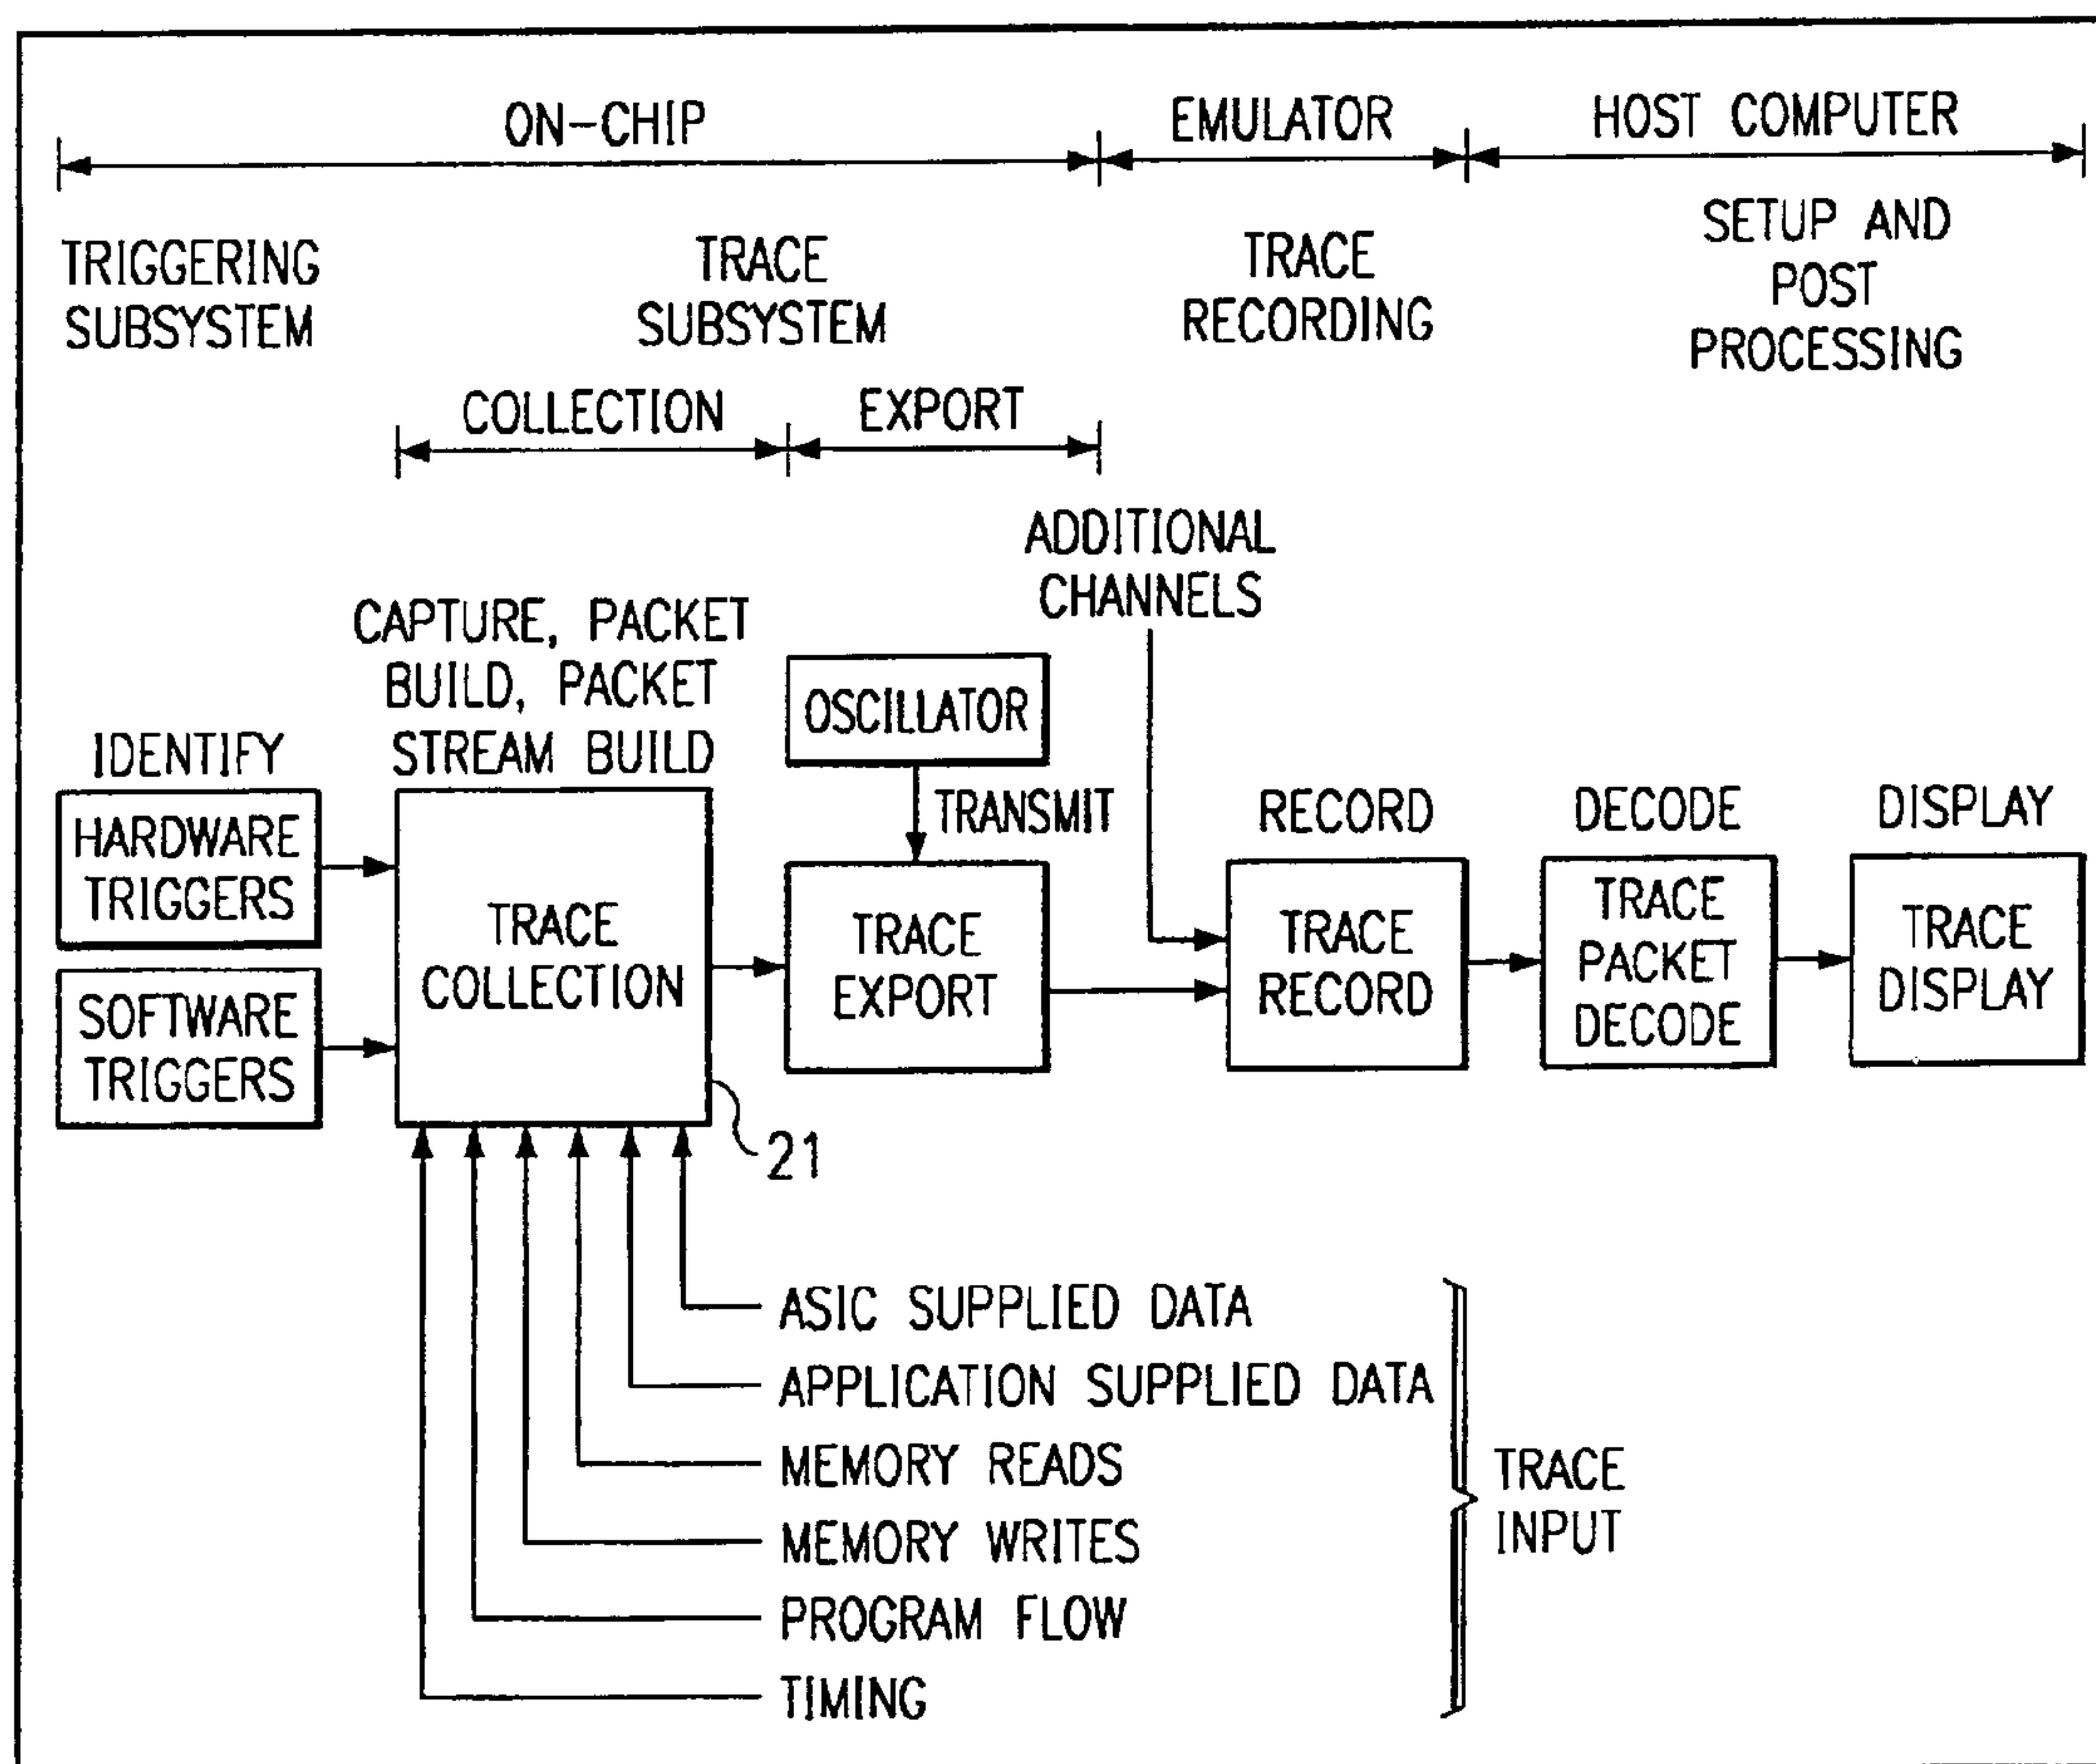 ON-CHIP
EMULATOR
HOST COMPUTER
TRIGGERING
SUBSYSTEM
TRACE
SUBSYSTEM
TRACE
RECORDING
SETUP AND
POST
PROCESSING
COLLECTION
EXPORT
ADDITIONAL
CHANNELS
CAPTURE, PACKET
BUILD, PACKET
STREAM BUILD
OSCILLATOR
IDENTIFY
TRANSMIT
RECORD
DECODE
DISPLAY
HARDWARE
TRIGGERS
SOFTWARE
TRIGGERS
TRACE
COLLECTION
TRACE
EXPORT
TRACE
RECORD
TRACE
PACKET
DECODE
TRACE
DISPLAY
21
ASIC SUPPLIED DATA
APPLICATION SUPPLIED DATA
MEMORY READS
MEMORY WRITES
PROGRAM FLOW
TIMING
TRACE
INPUT